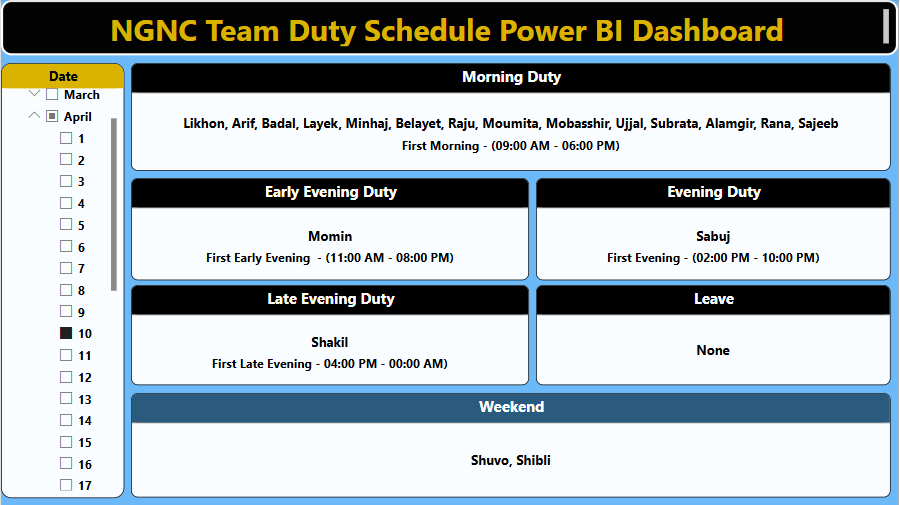 NGNC Team Duty Schedule Power BI Dashboard
Date
March
April
1
2
3
4
5
6
7
8
9
10
11
12
13
14
15
16
17
Morning Duty
Likhon, Arif, Badal, Layek, Minhaj, Belayet, Raju, Moumita, Mobasshir, Ujjal, Subrata, Alamgir, Rana, Sajeeb
First Morning - (09:00 AM - 06:00 PM)
Early Evening Duty
Momin
First Early Evening  - (11:00 AM - 08:00 PM)
Evening Duty
Sabuj
First Evening - (02:00 PM - 10:00 PM)
Late Evening Duty
Shakil
First Late Evening - 04:00 PM - 00:00 AM)
Leave
None
Weekend
Shuvo, Shibli